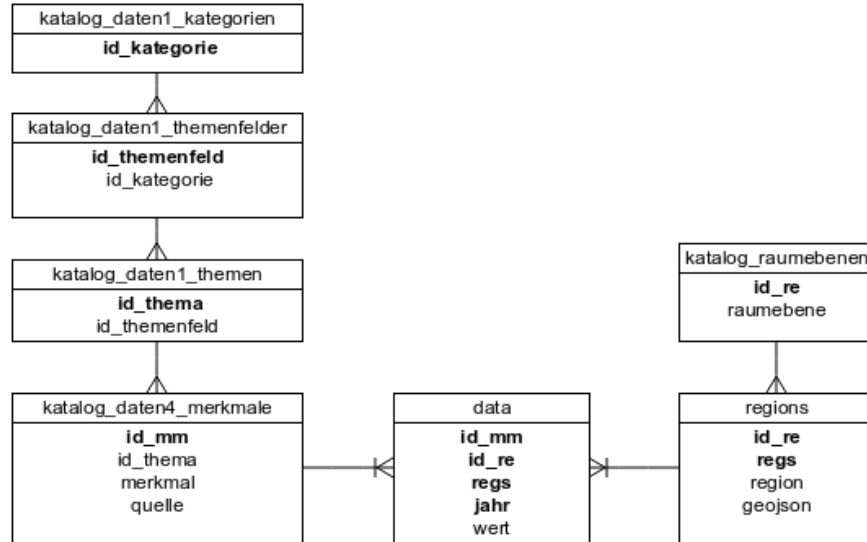 katalog_daten1_kategorien
id_kategorie
katalog_daten1_themenfelder
id_themenfeld
id_kategorie
katalog_daten1_themen
id_thema
id_themenfeld
katalog_daten4_merkmale
id_mm
id_thema
merkmal
quelle
data
id_mm
id_re
regs
jahr
wert
katalog_raumebenen
id_re
raumebene
regions
id_re
regs
region
geojson